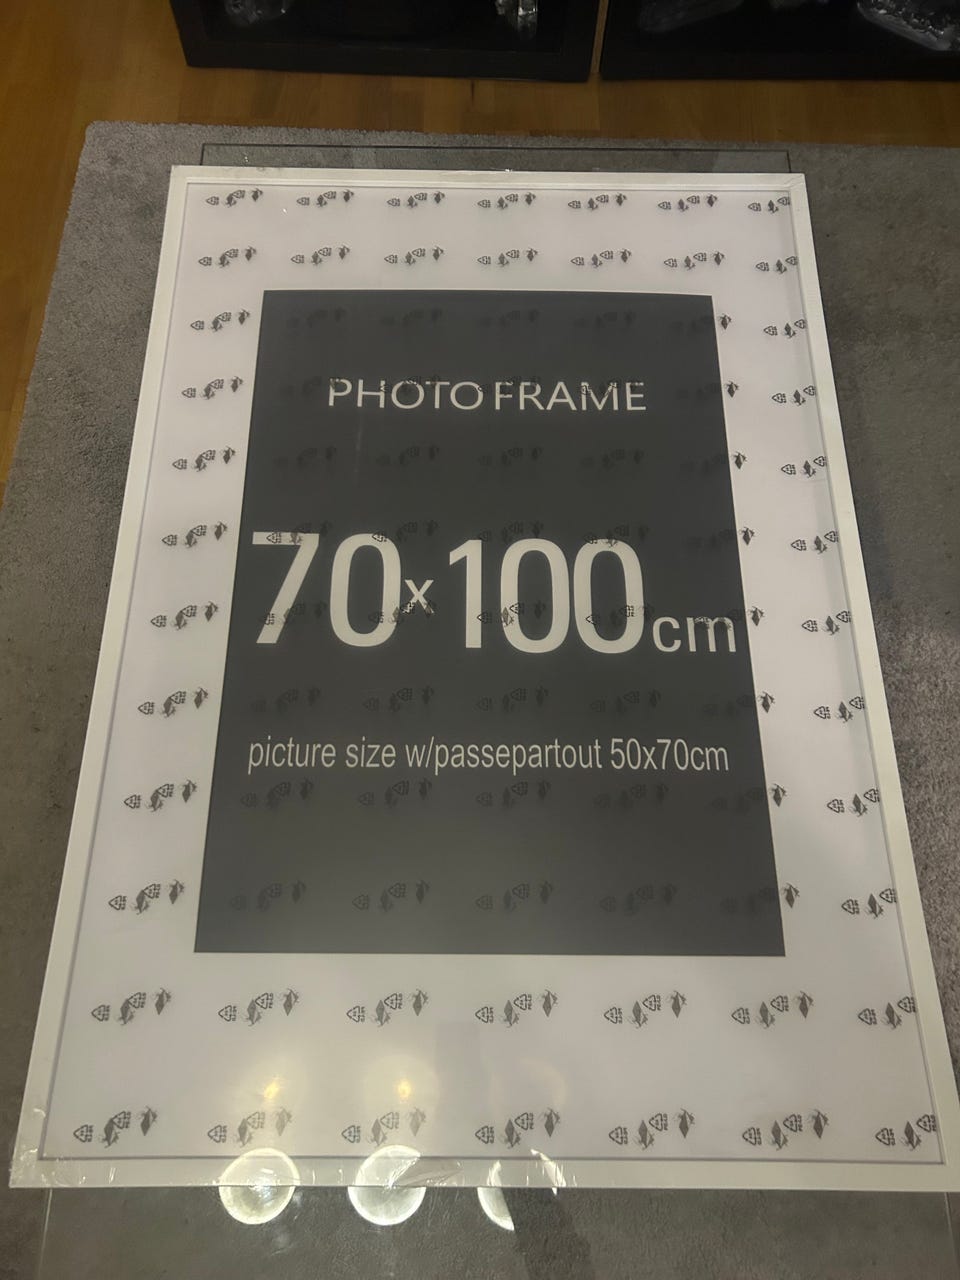 PHOTO FRAME
70x100cm
picture size w/passepartout 50x70cm